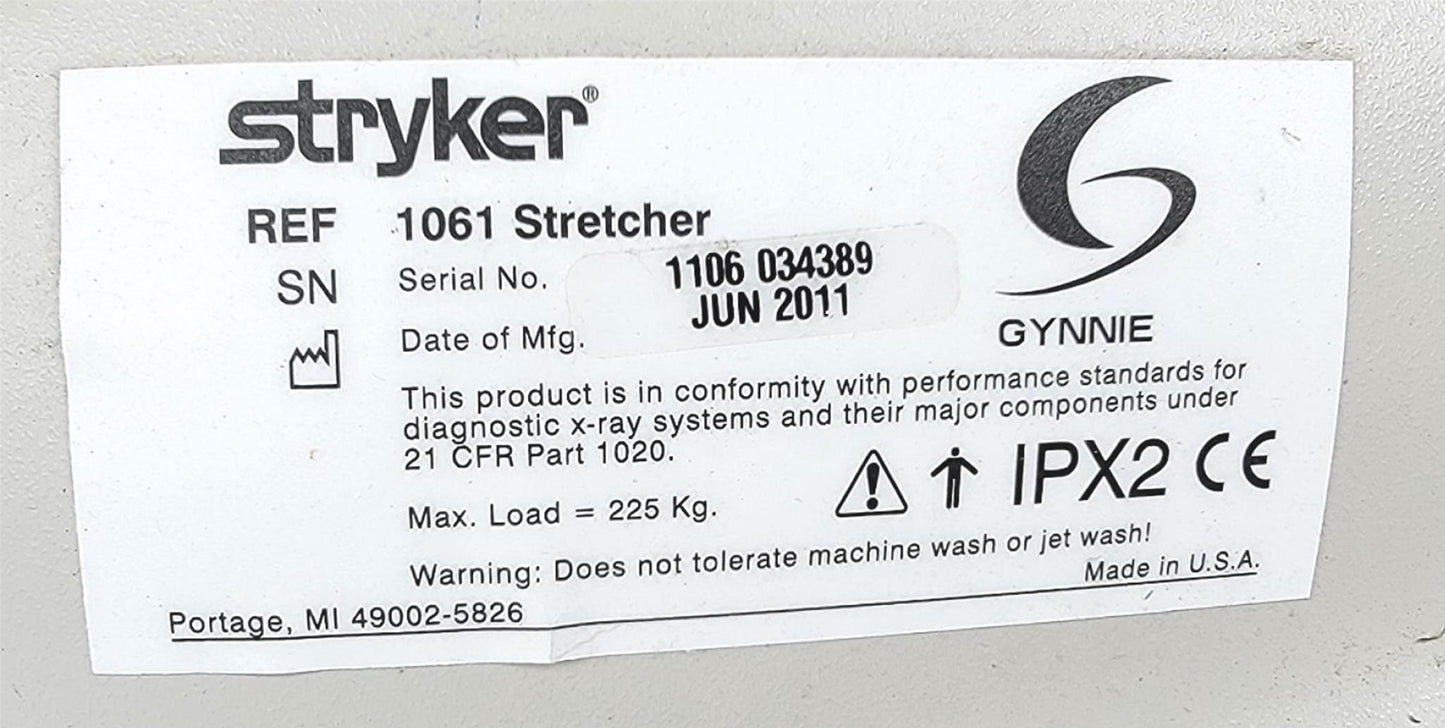 stryker®
REF 1061 Stretcher
SN Serial No. 1106 034389
Date of Mfg. JUN 2011
GYNNIE
This product is in conformity with performance standards for
diagnostic x-ray systems and their major components under
21 CFR Part 1020.
IPX2 CE
Max. Load = 225 Kg.
Warning: Does not tolerate machine wash or jet wash!
Made in U.S.A.
Portage, MI 49002-5826